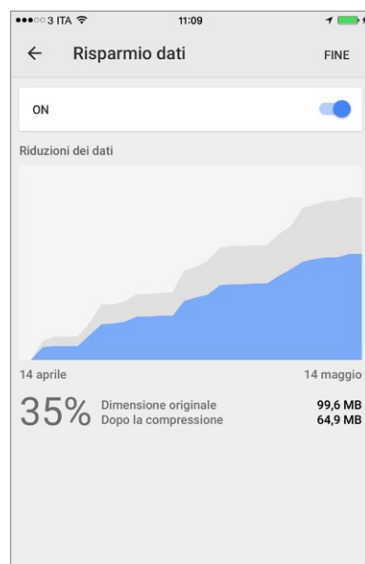 3 ITA 11:09
← Risparmio dati FINE
ON
Riduzioni dei dati
14 aprile 14 maggio
35% Dimensione originale 99,6 MB
Dopo la compressione 64,9 MB